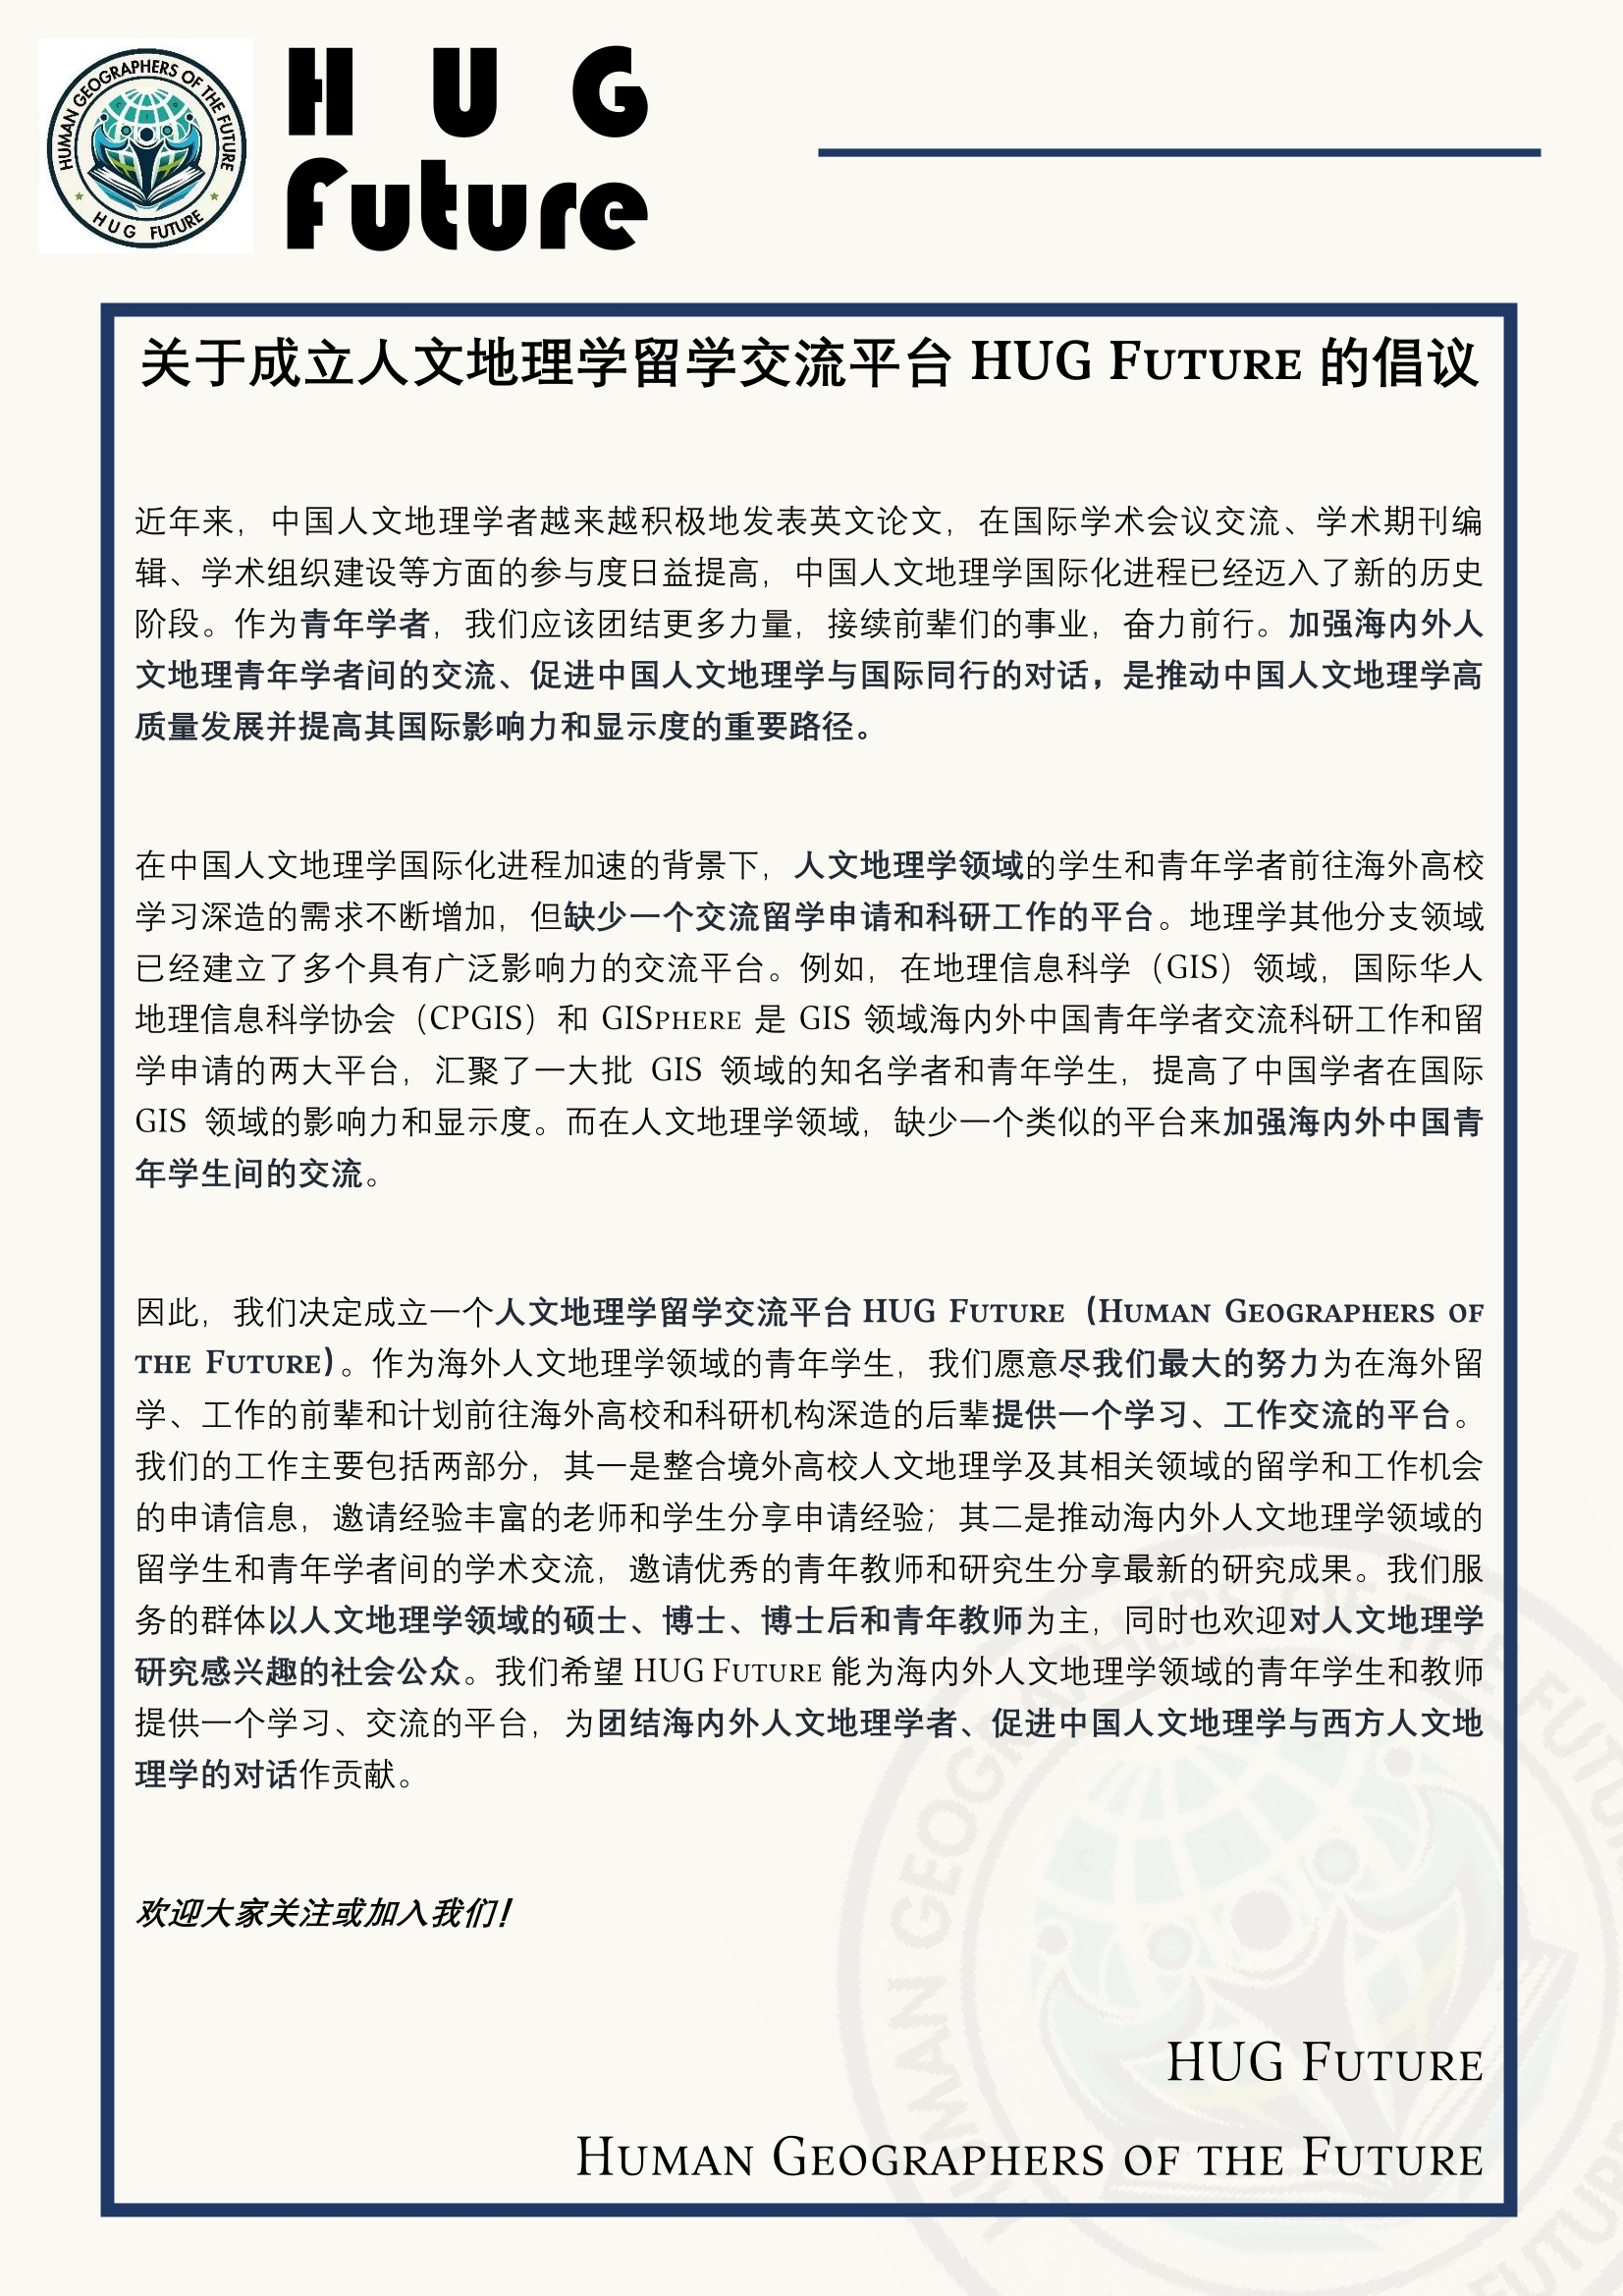 HUMAN GEOGRAPHERS OF THE FUTURE
HUG FUTURE
HUG
Future
关于成立人文地理学留学交流平台 HUG FUTURE 的倡议
近年来，中国人文地理学者越来越积极地发表英文论文，在国际学术会议交流、学术期刊编
辑、学术组织建设等方面的参与度日益提高，中国人文地理学国际化进程已经迈入了新的历史
阶段。作为青年学者，我们应该团结更多力量，接续前辈们的事业，奋力前行。加强海内外人
文地理青年学者间的交流、促进中国人文地理学与国际同行的对话，是推动中国人文地理学高
质量发展并提高其国际影响力和显示度的重要路径。
在中国人文地理学国际化进程加速的背景下，人文地理学领域的学生和青年学者前往海外高校
学习深造的需求不断增加，但缺少一个交流留学申请和科研工作的平台。地理学其他分支领域
已经建立了多个具有广泛影响力的交流平台。例如，在地理信息科学（GIS）领域，国际华人
地理信息科学协会（CPGIS）和 GISPHERE 是 GIS 领域海内外中国青年学者交流科研工作和留
学申请的两大平台，汇聚了一大批 GIS 领域的知名学者和青年学生，提高了中国学者在国际
GIS 领域的影响力和显示度。而在人文地理学领域，缺少一个类似的平台来加强海内外中国青
年学生间的交流。
因此，我们决定成立一个人文地理学留学交流平台 HUG FUTURE（HUMAN GEOGRAPHERS OF
THE FUTURE）。作为海外人文地理学领域的青年学生，我们愿意尽我们最大的努力为在海外留
学、工作的前辈和计划前往海外高校和科研机构深造的后辈提供一个学习、工作交流的平台。
我们的工作主要包括两部分，其一是整合境外高校人文地理学及其相关领域的留学和工作机会
的申请信息，邀请经验丰富的老师和学生分享申请经验；其二是推动海内外人文地理学领域的
留学生和青年学者间的学术交流，邀请优秀的青年教师和研究生分享最新的研究成果。我们服
务的群体以人文地理学领域的硕士、博士、博士后和青年教师为主，同时也欢迎对人文地理学
研究感兴趣的社会公众。我们希望 HUG FUTURE 能为海内外人文地理学领域的青年学生和教师
提供一个学习、交流的平台，为团结海内外人文地理学者、促进中国人文地理学与西方人文地
理学的对话作贡献。
欢迎大家关注或加入我们！
HUG FUTURE
HUMAN GEOGRAPHERS OF THE FUTURE
HUMAN GEOGRAPHERS OF THE FUTURE